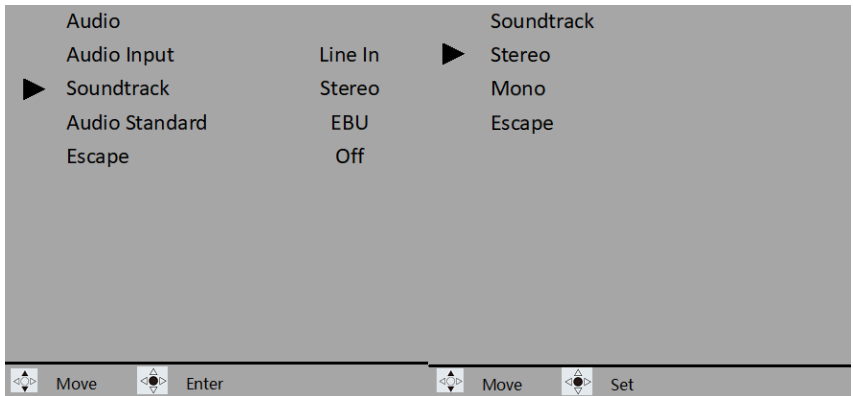 Audio
Audio Input Line In
Soundtrack Stereo
Audio Standard EBU
Escape Off
Move Enter
Soundtrack
Stereo
Mono
Escape
Move Set